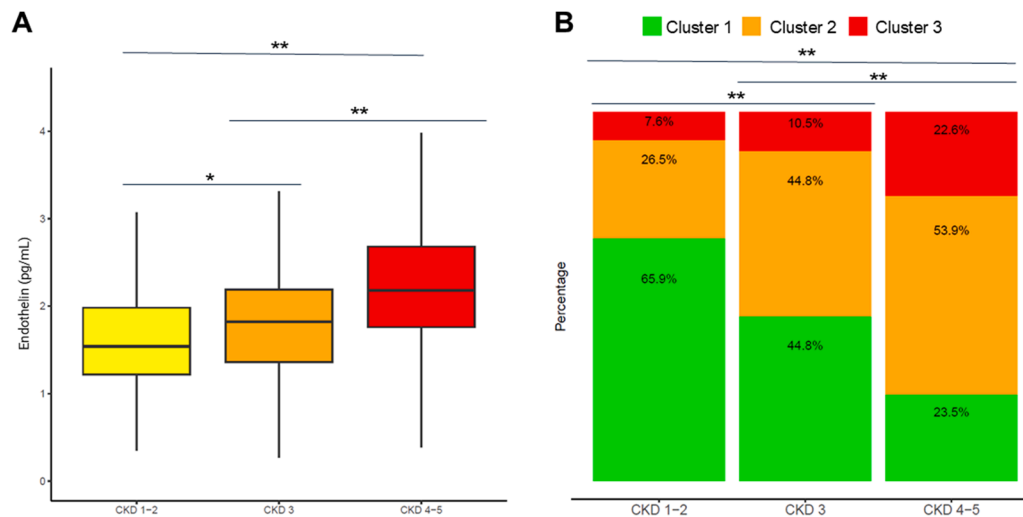 A
**
**
*
4
3
2
1
0
Endothelin (pg/mL)
CKD 1-2
CKD 3
CKD 4-5
B
Cluster 1
Cluster 2
Cluster 3
**
**
**
7.6%
10.5%
22.6%
26.5%
44.8%
53.9%
65.9%
44.8%
23.5%
Percentage
CKD 1-2
CKD 3
CKD 4-5